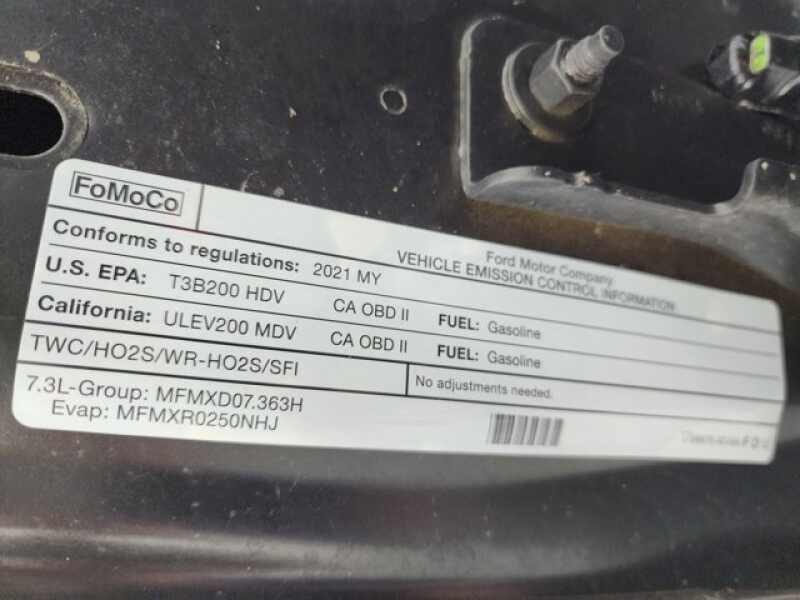 FoMoCo
Ford Motor Company
VEHICLE EMISSION CONTROL INFORMATION
Conforms to regulations: 2021 MY
U.S. EPA: T3B200 HDV CA OBD II FUEL: Gasoline
California: ULEV200 MDV CA OBD II FUEL: Gasoline
TWC/HO2S/WR-HO2S/SFI
No adjustments needed.
7.3L-Group: MFMXD07.363H
Evap: MFMXR0250NHJ